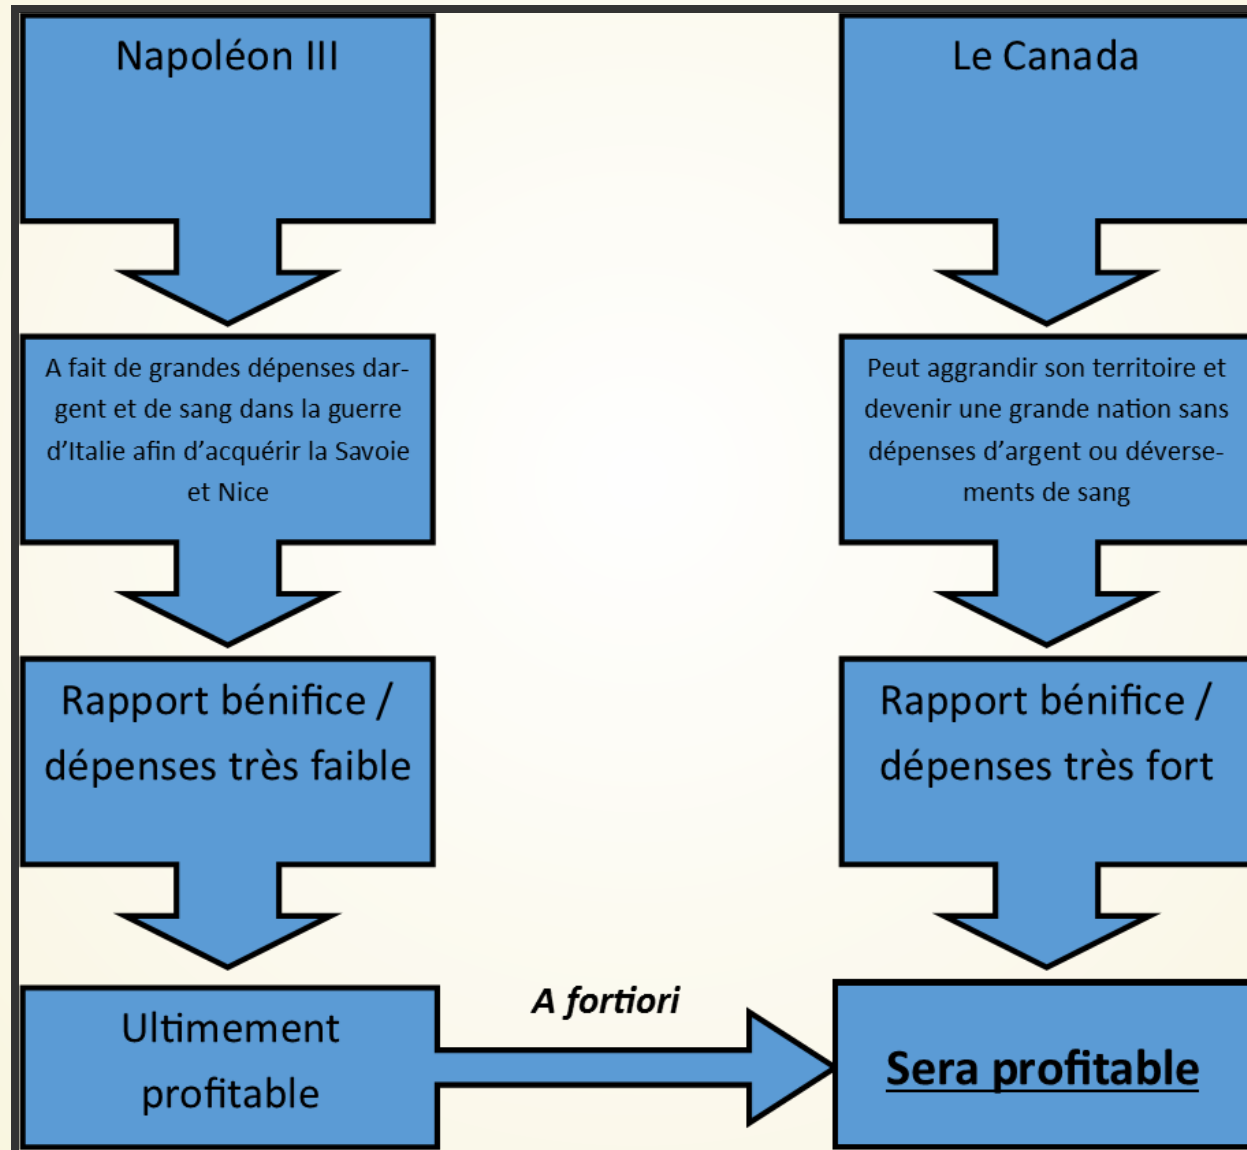 Napoléon III
A fait de grandes dépenses dar-
gent et de sang dans la guerre
d’Italie afin d’acquérir la Savoie
et Nice
Rapport bénifice /
dépenses très faible
Ultimement
profitable
A fortiori
Le Canada
Peut aggrandir son territoire et
devenir une grande nation sans
dépenses d’argent ou déverse-
ments de sang
Rapport bénifice /
dépenses très fort
Sera profitable